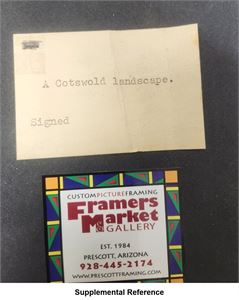 A Cotswold landscape.
Signed
CUSTOM PICTURE FRAMING
Framers
Market
& GALLERY
EST. 1984
PRESCOTT, ARIZONA
928-445-2174
WWW.PRESCOTTFRAMING.COM
Supplemental Reference